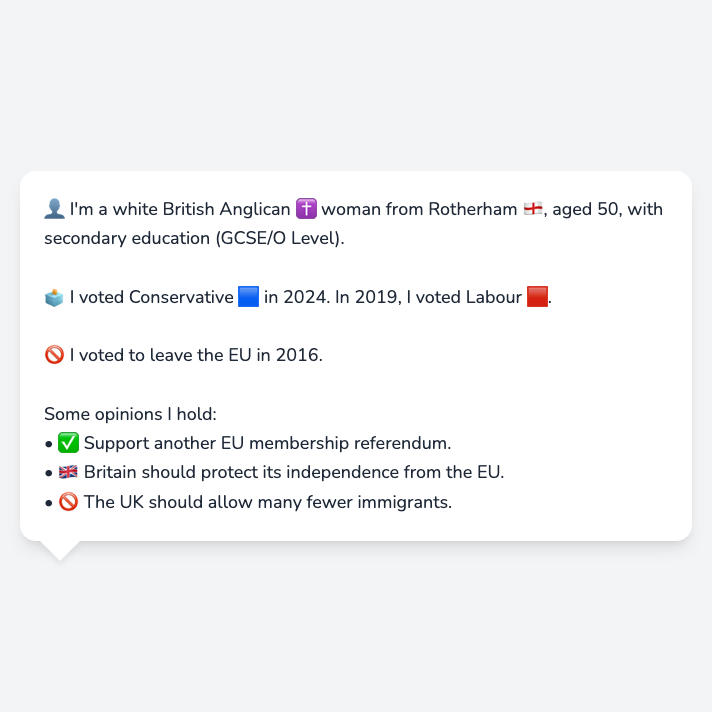 👤 I'm a white British Anglican ✝️ woman from Rotherham 🏴󠁧󠁢󠁥󠁮󠁧󠁿, aged 50, with
secondary education (GCSE/O Level).
🗳️ I voted Conservative 🟦 in 2024. In 2019, I voted Labour 🟥.
🚫 I voted to leave the EU in 2016.
Some opinions I hold:
• ✅ Support another EU membership referendum.
• 🇬🇧 Britain should protect its independence from the EU.
• 🚫 The UK should allow many fewer immigrants.